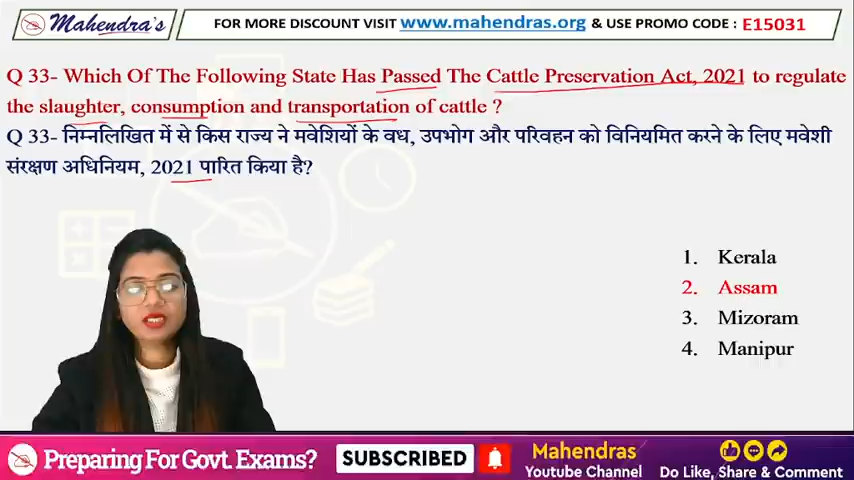 Mahendra's
FOR MORE DISCOUNT VISIT www.mahendras.org & USE PROMO CODE : E15031
Q 33- Which Of The Following State Has Passed The Cattle Preservation Act, 2021 to regulate
the slaughter, consumption and transportation of cattle ?
Q 33- निम्नलिखित में से किस राज्य ने मवेशियों के वध, उपभोग और परिवहन को विनियमित करने के लिए मवेशी
संरक्षण अधिनियम, 2021 पारित किया है?
1. Kerala
2. Assam
3. Mizoram
4. Manipur
Preparing For Govt. Exams?
SUBSCRIBED
Mahendras
Youtube Channel
Do Like, Share & Comment